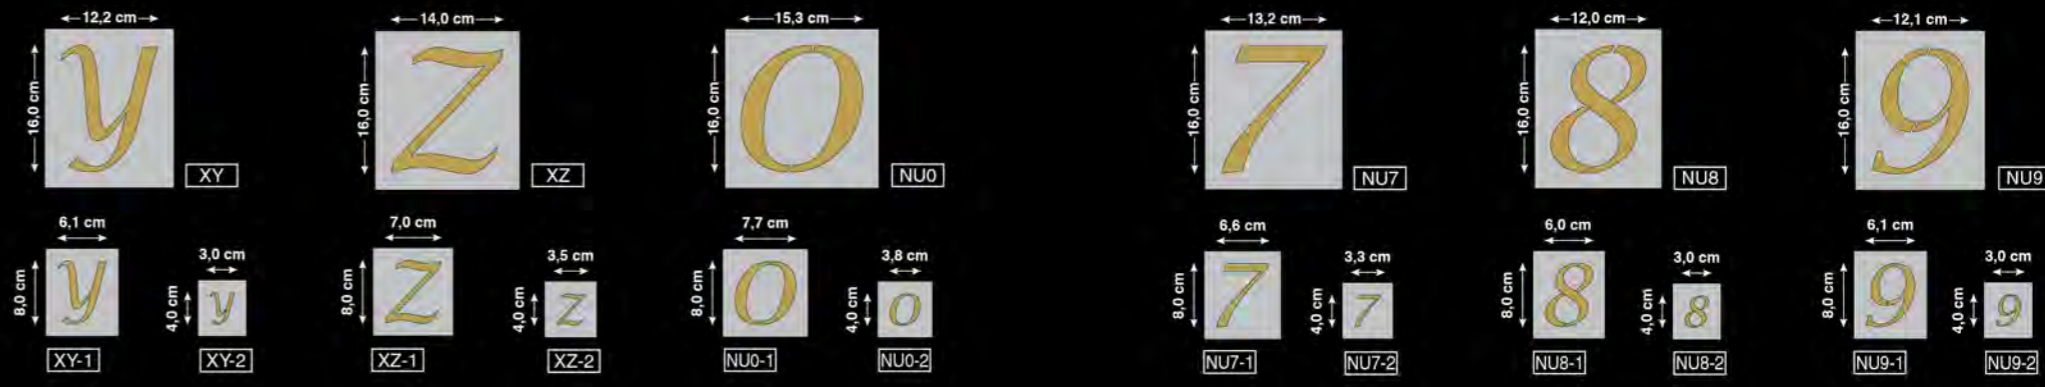 12,2 cm
16,0 cm
y
XY
14,0 cm
16,0 cm
z
XZ
15,3 cm
16,0 cm
0
NU0
13,2 cm
16,0 cm
7
NU7
12,0 cm
16,0 cm
8
NU8
12,1 cm
16,0 cm
9
NU9
6,1 cm
8,0 cm
y
XY-1
3,0 cm
4,0 cm
y
XY-2
7,0 cm
8,0 cm
z
XZ-1
3,5 cm
4,0 cm
z
XZ-2
7,7 cm
8,0 cm
0
NU0-1
3,8 cm
4,0 cm
0
NU0-2
6,6 cm
8,0 cm
7
NU7-1
3,3 cm
4,0 cm
7
NU7-2
6,0 cm
8,0 cm
8
NU8-1
3,0 cm
4,0 cm
8
NU8-2
6,1 cm
8,0 cm
9
NU9-1
3,0 cm
4,0 cm
9
NU9-2